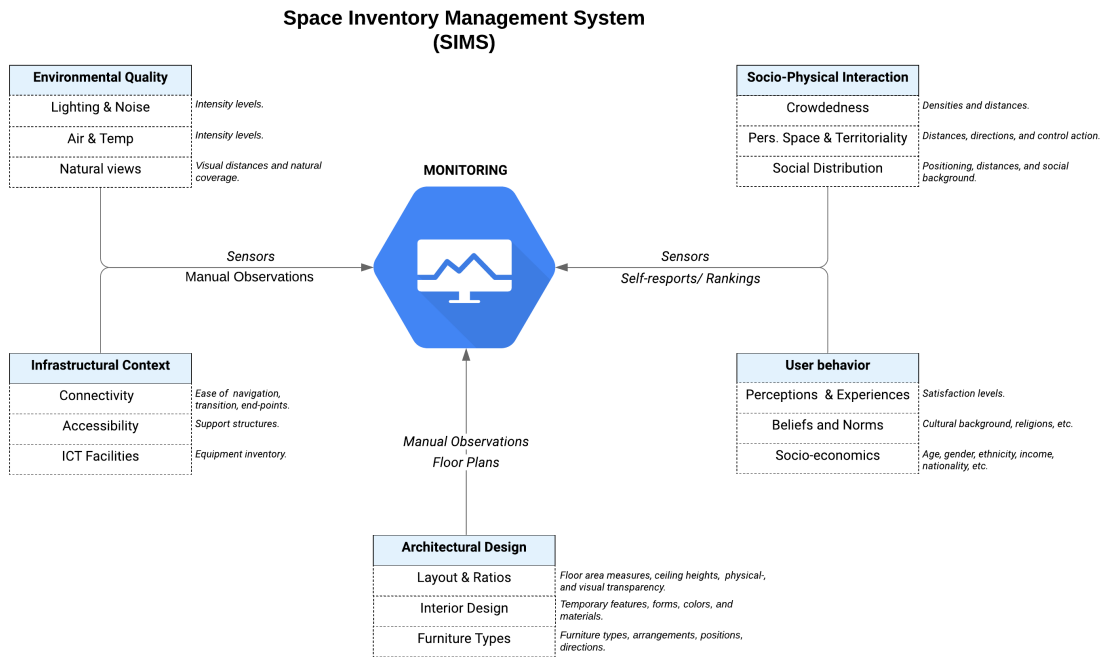 Space Inventory Management System
(SIMS)
Environmental Quality
Lighting & Noise
Intensity levels.
Air & Temp
Intensity levels.
Natural views
Visual distances and natural
coverage.
Socio-Physical Interaction
Crowdedness
Densities and distances.
Pers. Space & Territoriality
Distances, directions, and control action.
Social Distribution
Positioning, distances, and social
background.
MONITORING
Sensors
Manual Observations
Sensors
Self-resports/ Rankings
Infrastructural Context
Connectivity
Ease of navigation,
transition, end-points.
Accessibility
Support structures.
ICT Facilities
Equipment inventory.
User behavior
Perceptions & Experiences
Satisfaction levels.
Beliefs and Norms
Cultural background, religions, etc.
Socio-economics
Age, gender, ethnicity, income,
nationality, etc.
Manual Observations
Floor Plans
Architectural Design
Layout & Ratios
Floor area measures, ceiling heights, physical-,
and visual transparency.
Interior Design
Temporary features, forms, colors, and
materials.
Furniture Types
Furniture types, arrangements, positions,
directions.